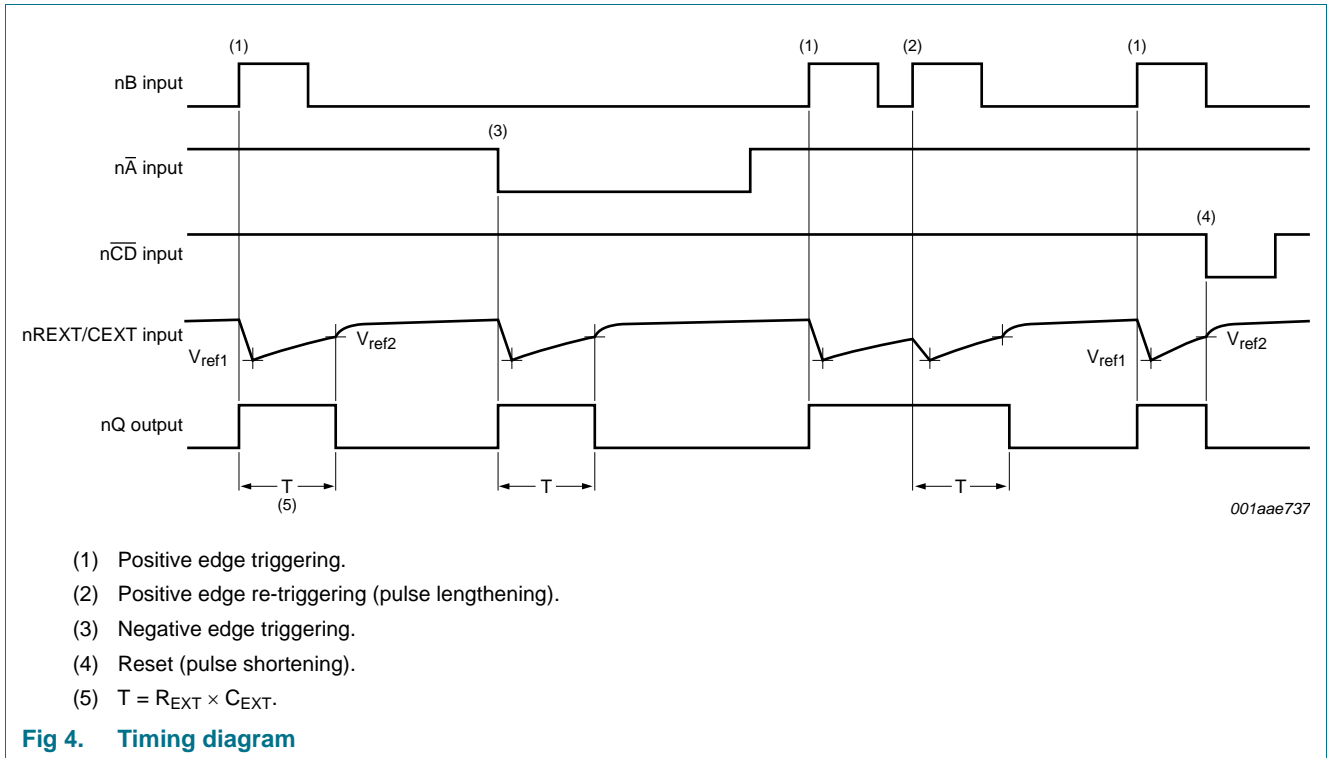 (1) (1) (2) (1)
nB input
(3)
nA̅ input
(4)
nC̅D̅ input
nREXT/CEXT input
Vref1 Vref2 Vref1 Vref2
nQ output
T T T
(5)
001aae737
(1) Positive edge triggering.
(2) Positive edge re-triggering (pulse lengthening).
(3) Negative edge triggering.
(4) Reset (pulse shortening).
(5) T = REXT × CEXT.
Fig 4. Timing diagram